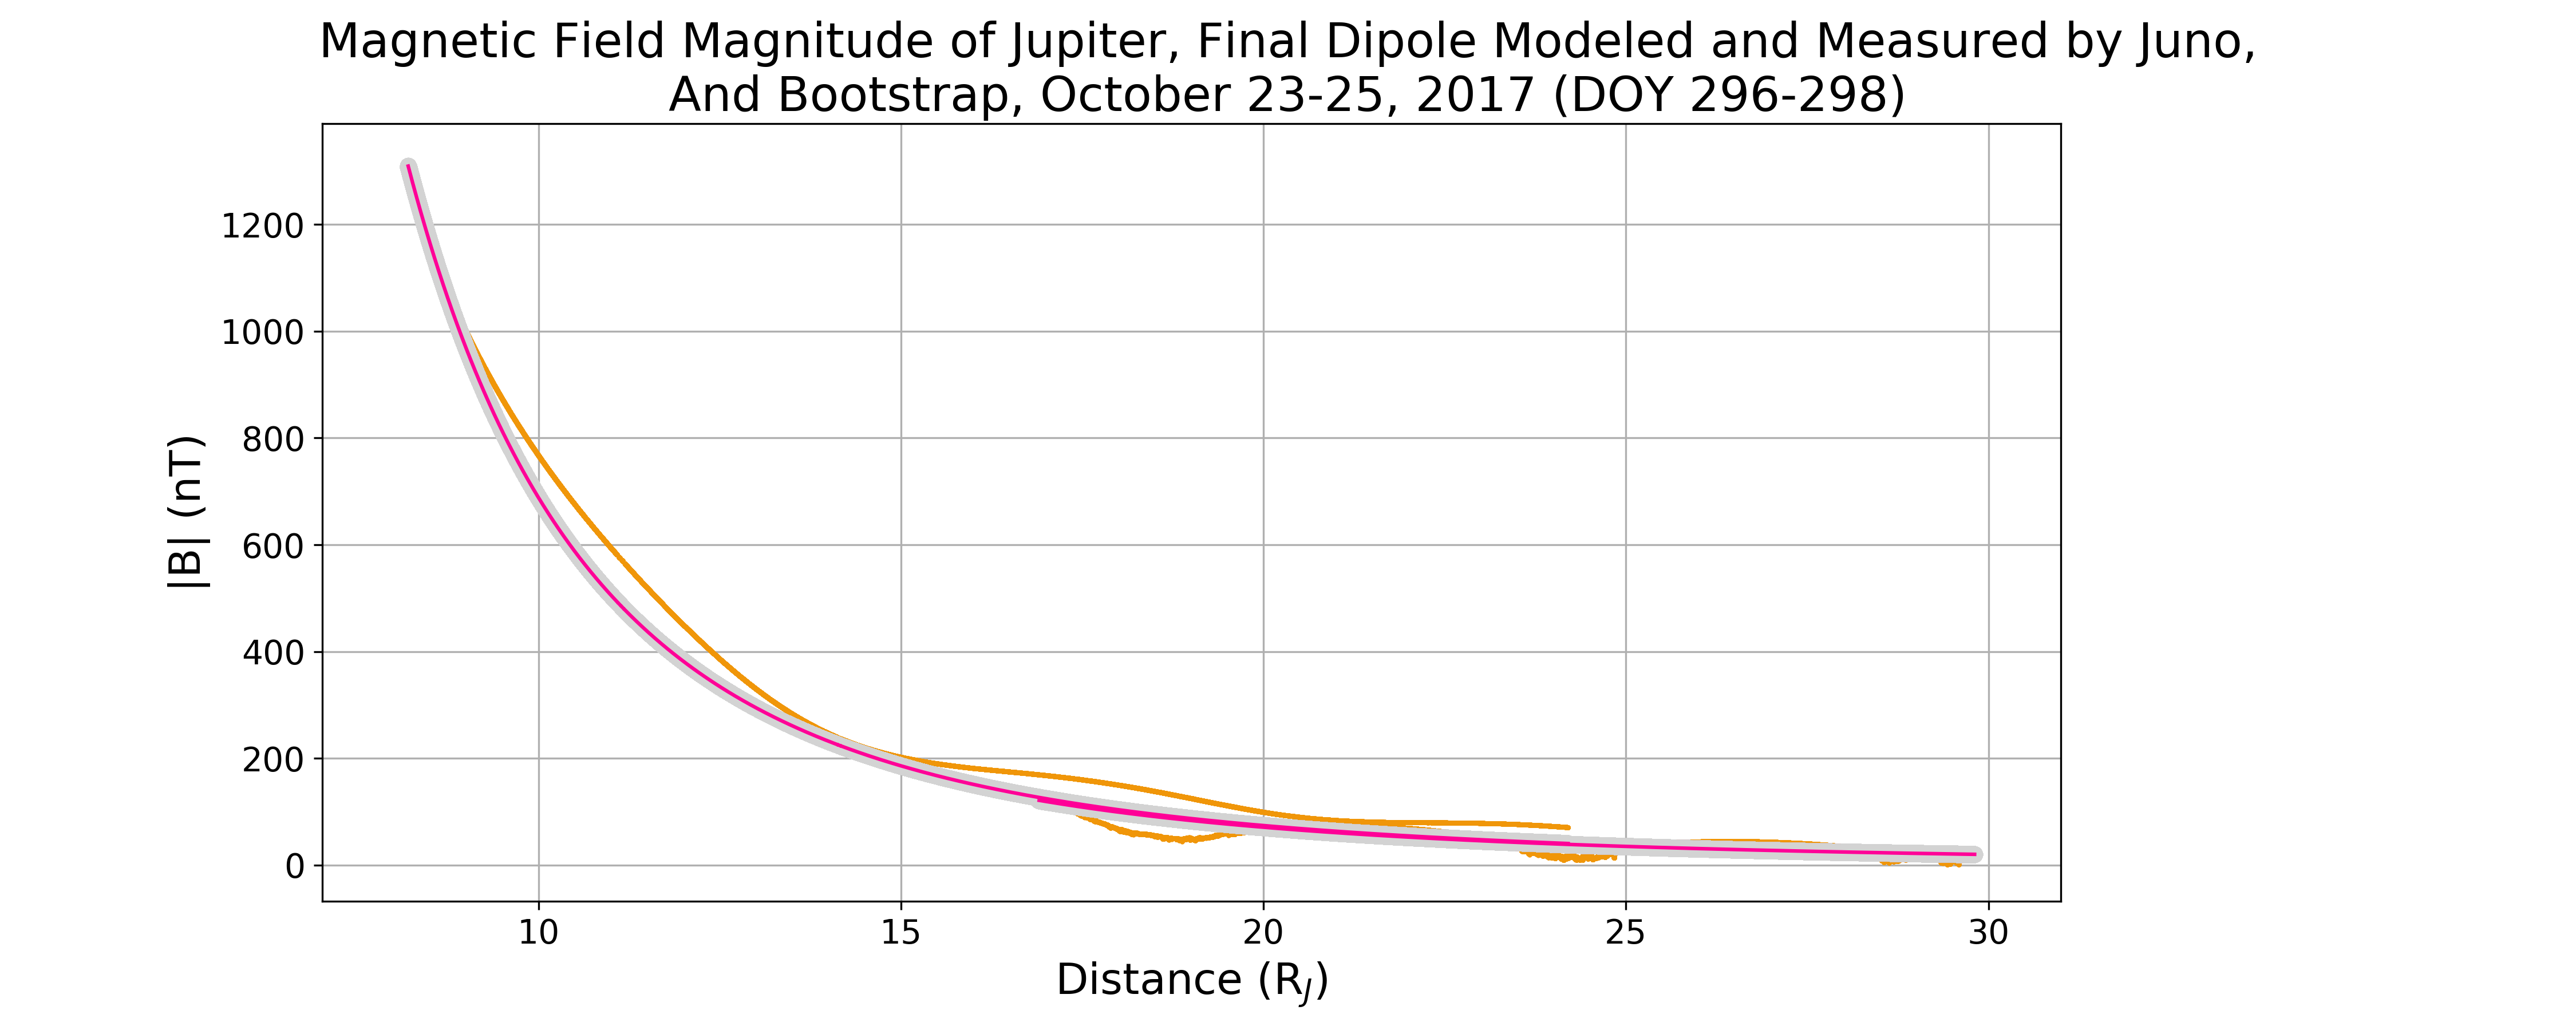 Magnetic Field Magnitude of Jupiter, Final Dipole Modeled and Measured by Juno,
And Bootstrap, October 23-25, 2017 (DOY 296-298)
|B| (nT)
1200
1000
800
600
400
200
0
10 15 20 25 30
Distance (R_J)